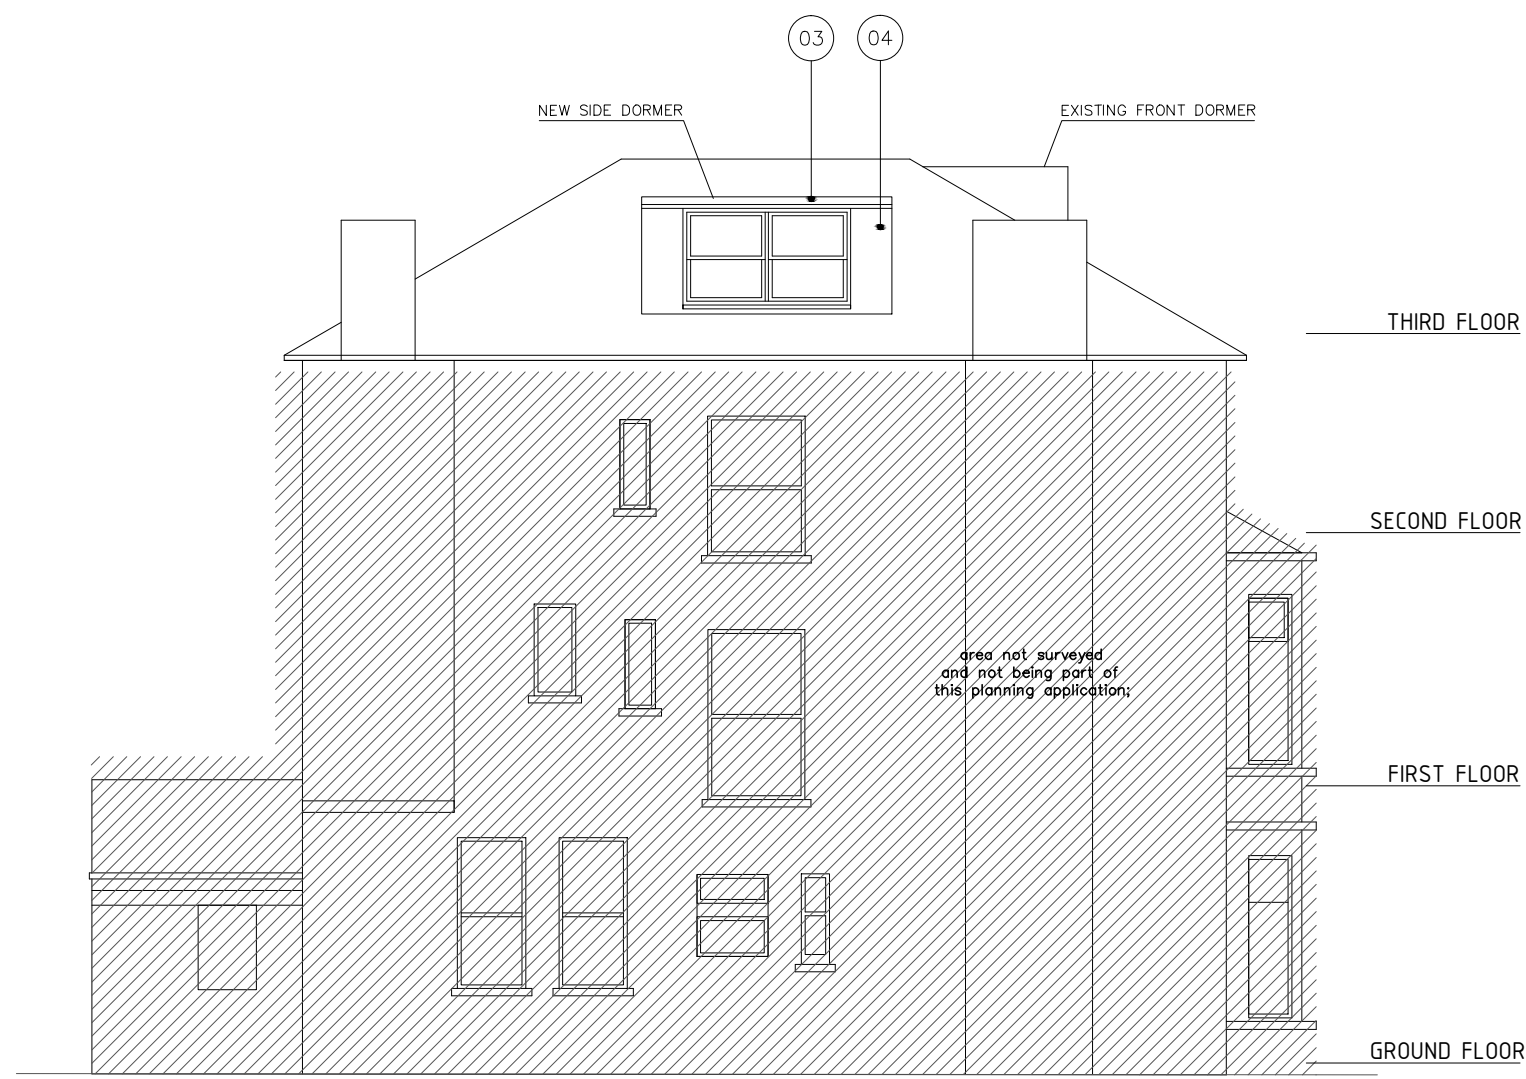 03 04
NEW SIDE DORMER
EXISTING FRONT DORMER
THIRD FLOOR
SECOND FLOOR
area not surveyed
and not being part of
this planning application;
FIRST FLOOR
GROUND FLOOR